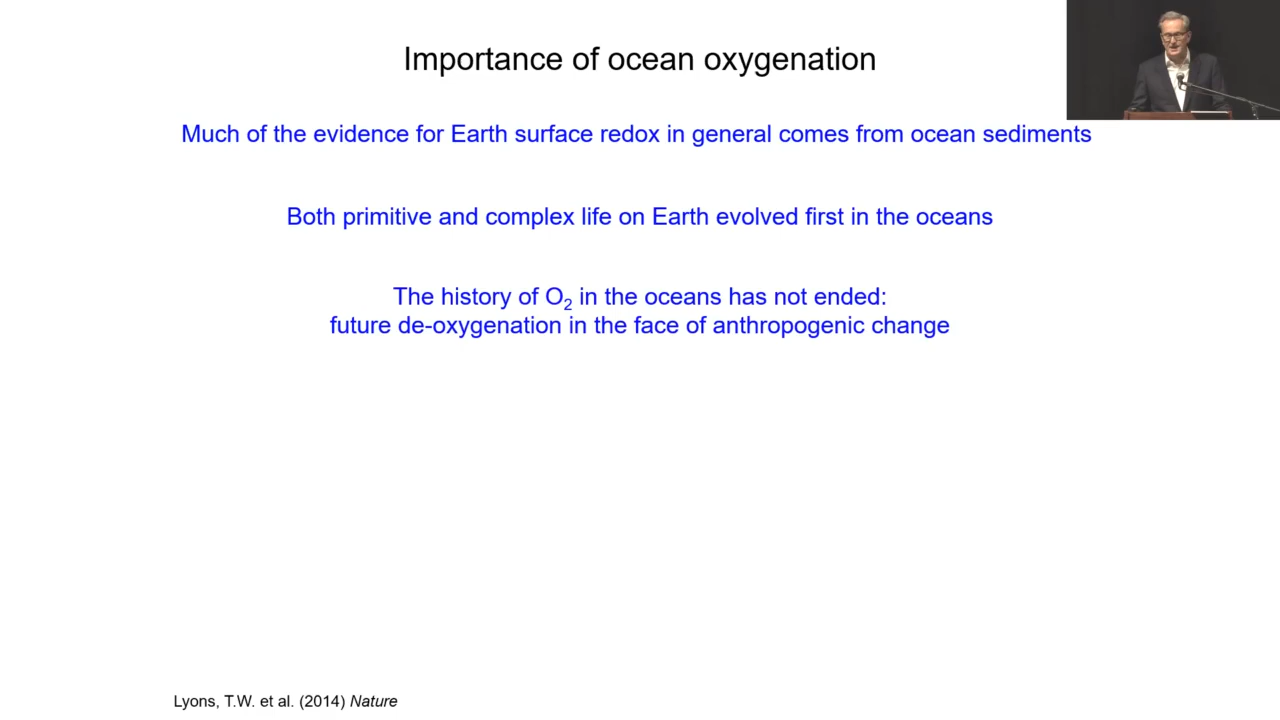 Importance of ocean oxygenation
Much of the evidence for Earth surface redox in general comes from ocean sediments
Both primitive and complex life on Earth evolved first in the oceans
The history of O₂ in the oceans has not ended:
future de-oxygenation in the face of anthropogenic change
Lyons, T.W. et al. (2014) Nature